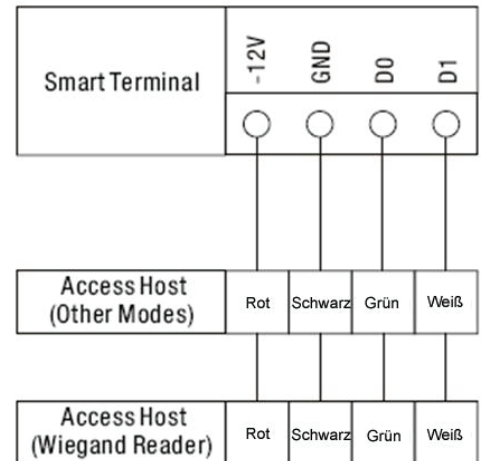 Smart Terminal
-12V
GND
D0
D1
Access Host
(Other Modes)
Rot
Schwarz
Grün
Weiß
Access Host
(Wiegand Reader)
Rot
Schwarz
Grün
Weiß